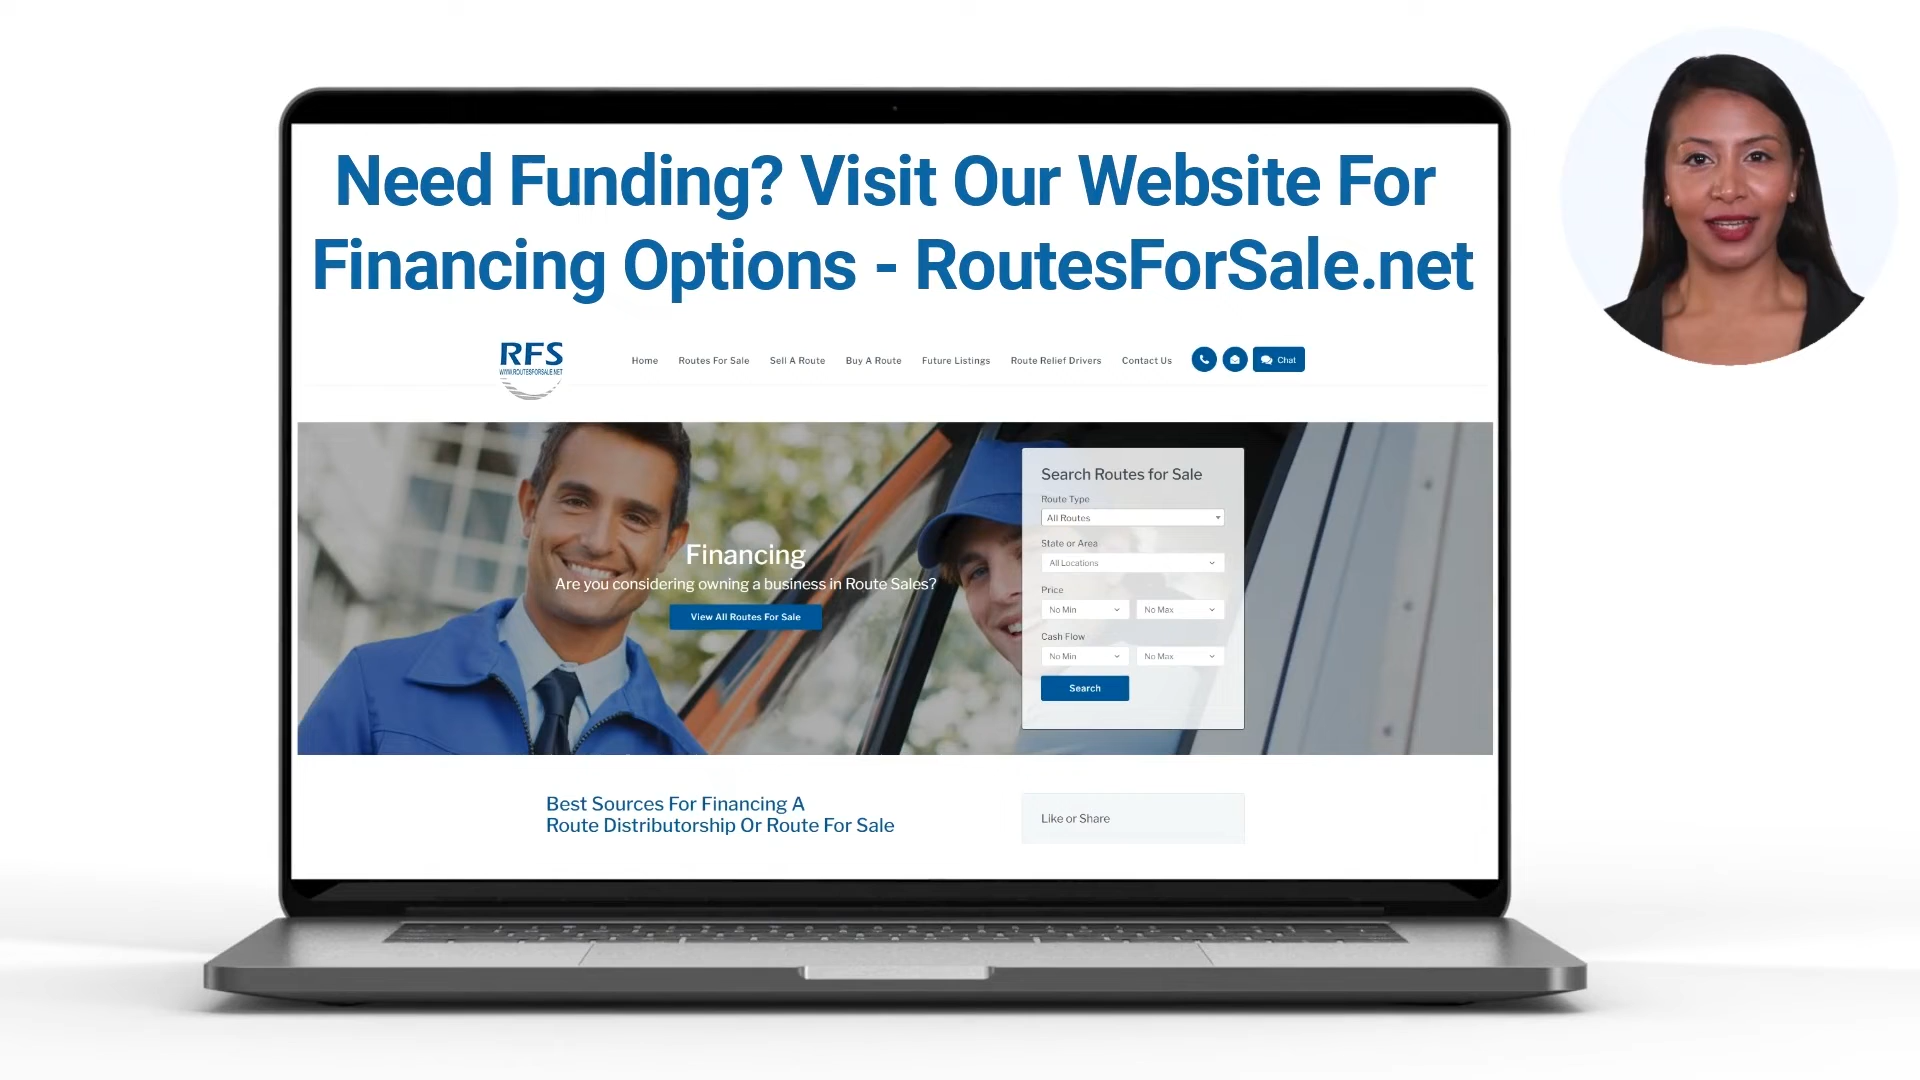 Need Funding? Visit Our Website For
Financing Options - RoutesForSale.net
RFS
WWW.ROUTESFORSALE.NET
Home Routes For Sale Sell A Route Buy A Route Future Listings Route Relief Drivers Contact Us Chat
Search Routes for Sale
Route Type
All Routes
State or Area
All Locations
Price
No Min No Max
Cash Flow
No Min No Max
Search
Financing
Are you considering owning a business in Route Sales?
View All Routes For Sale
Best Sources For Financing A
Route Distributorship Or Route For Sale
Like or Share